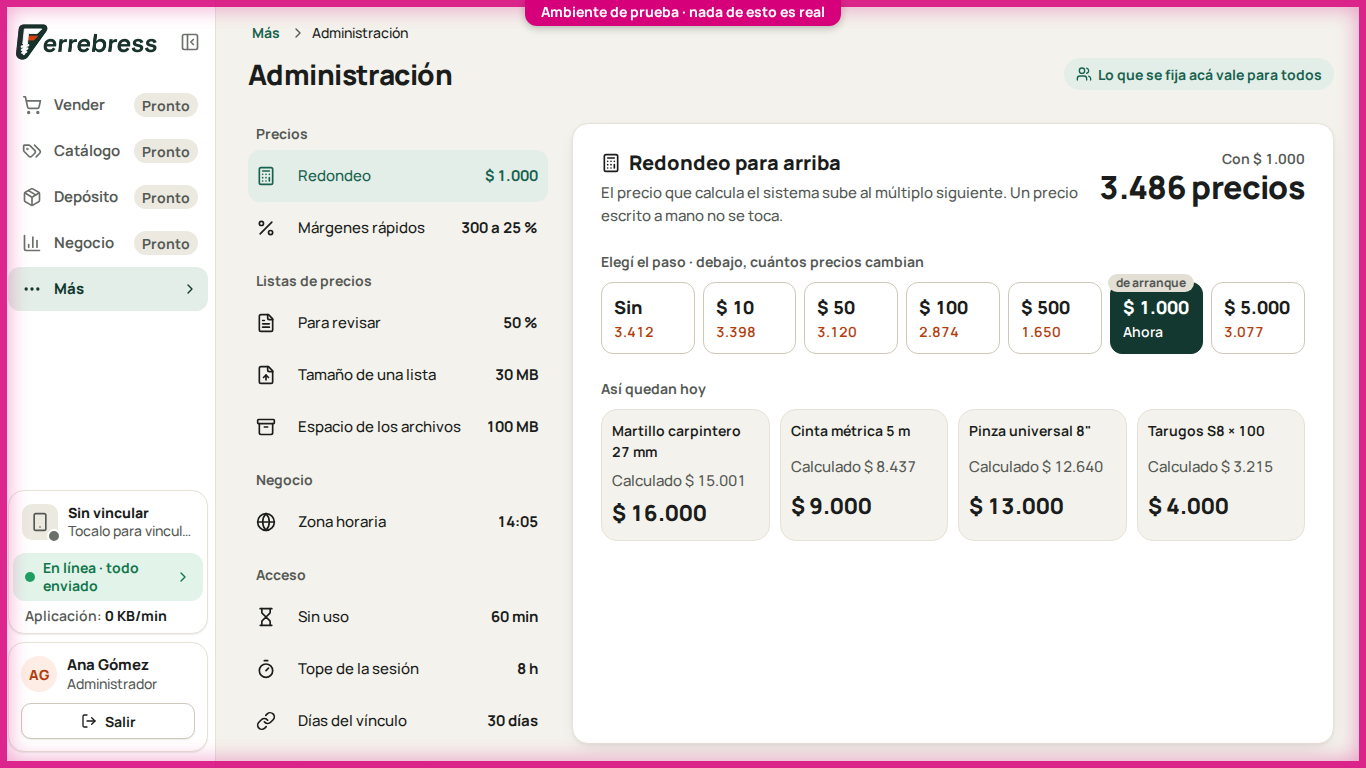 Ambiente de prueba · nada de esto es real
Ferrebress
Vender Pronto
Catálogo Pronto
Depósito Pronto
Negocio Pronto
Más
Sin vincular
Tocalo para vincul...
En línea · todo
enviado
Aplicación: 0 KB/min
AG
Ana Gómez
Administrador
Salir
Más > Administración
Administración
Lo que se fija acá vale para todos
Precios
Redondeo $ 1.000
Márgenes rápidos 300 a 25 %
Listas de precios
Para revisar 50 %
Tamaño de una lista 30 MB
Espacio de los archivos 100 MB
Negocio
Zona horaria 14:05
Acceso
Sin uso 60 min
Tope de la sesión 8 h
Días del vínculo 30 días
Redondeo para arriba
El precio que calcula el sistema sube al múltiplo siguiente. Un precio
escrito a mano no se toca.
Con $ 1.000
3.486 precios
Elegí el paso · debajo, cuántos precios cambian
Sin
3.412
$ 10
3.398
$ 50
3.120
$ 100
2.874
$ 500
1.650
de arranque
$ 1.000
Ahora
$ 5.000
3.077
Así quedan hoy
Martillo carpintero
27 mm
Calculado $ 15.001
$ 16.000
Cinta métrica 5 m
Calculado $ 8.437
$ 9.000
Pinza universal 8"
Calculado $ 12.640
$ 13.000
Tarugos S8 × 100
Calculado $ 3.215
$ 4.000